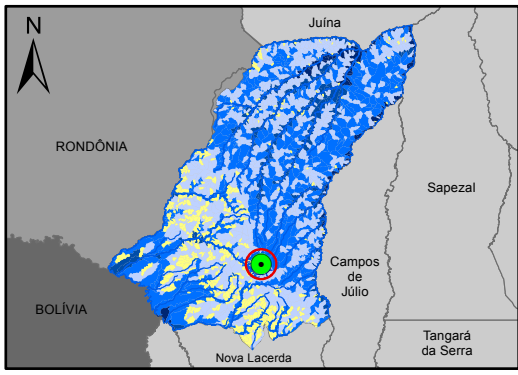 N
Juína
RONDÔNIA
Sapezal
Campos
de
Júlio
BOLÍVIA
Tangará
da Serra
Nova Lacerda